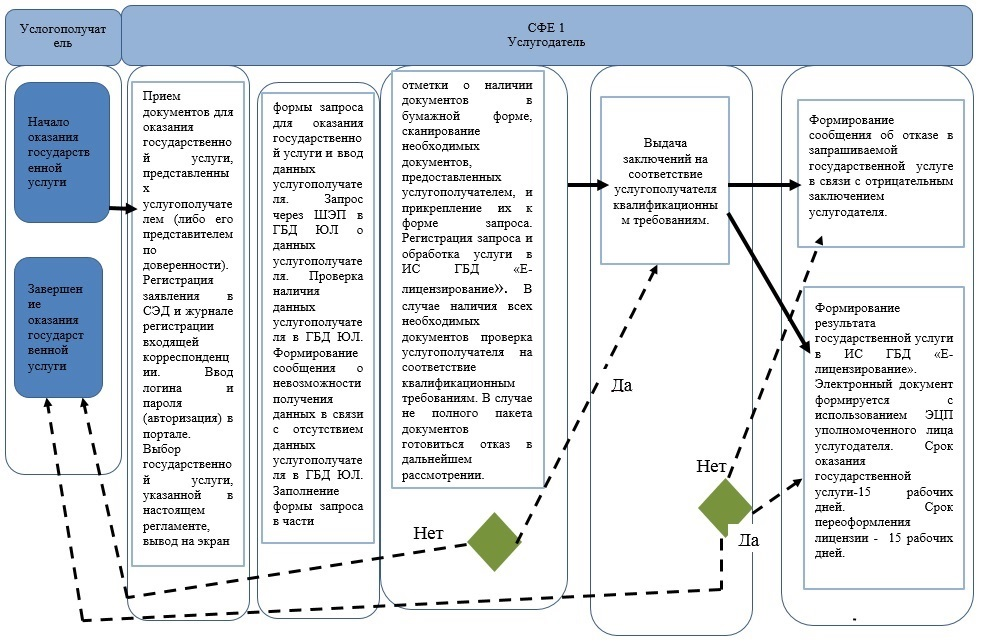 Услогополучат
ель
СФЕ 1
Услугодатель
Начало
оказания
государств
енной
услуги
Завершен
ие
оказания
государст
венной
услуги
Прием
документов для
оказания
государственно
й услуги,
представленны
х
услугополучате
лем (либо его
представителем
по
доверенности).
Регистрация
заявления в
СЭД и журнале
регистрации
входящей
корреспонденц
ии. Ввод
логина и
пароля
(авторизация) в
портале.
Выбор
государственно
й услуги,
указанной в
настоящем
регламенте,
вывод на экран
формы запроса
для оказания
государственно
й услуги и ввод
данных
услугополучате
ля. Запрос
через ШЭП в
ГБД ЮЛ о
данных
услугополучате
ля. Проверка
наличия
данных
услугополучате
ля в ГБД ЮЛ.
Формирование
сообщения о
невозможности
получения
данных в связи
с отсутствием
данных
услугополучате
ля в ГБД ЮЛ.
Заполнение
формы запроса
в части
отметки о наличии
документов в
бумажной форме,
сканирование
необходимых
документов,
предоставленных
услугополучателем, и
прикрепление их к
форме запроса.
Регистрация запроса и
обработка услуги в
ИС ГБД «Е-
лицензирование». В
случае наличия всех
необходимых
документов проверка
услугополучателя на
соответствие
квалификационным
требованиям. В случае
не полного пакета
документов
готовиться отказ в
дальнейшем
рассмотрении.
Нет
Да
Выдача
заключений на
соответствие
услугополучателя
квалификационны
м требованиям.
Нет
Да
Формирование
сообщения об отказе в
запрашиваемой
государственной услуге
в связи с отрицательным
заключением
услугодателя.
Формирование
результата
государственной услуги
в ИС ГБД «Е-
лицензирование».
Электронный документ
формируется с
использованием ЭЦП
уполномоченного лица
услугодателя. Срок
оказания
государственной
услуги-15 рабочих
дней. Срок
переоформления
лицензии - 15 рабочих
дней.